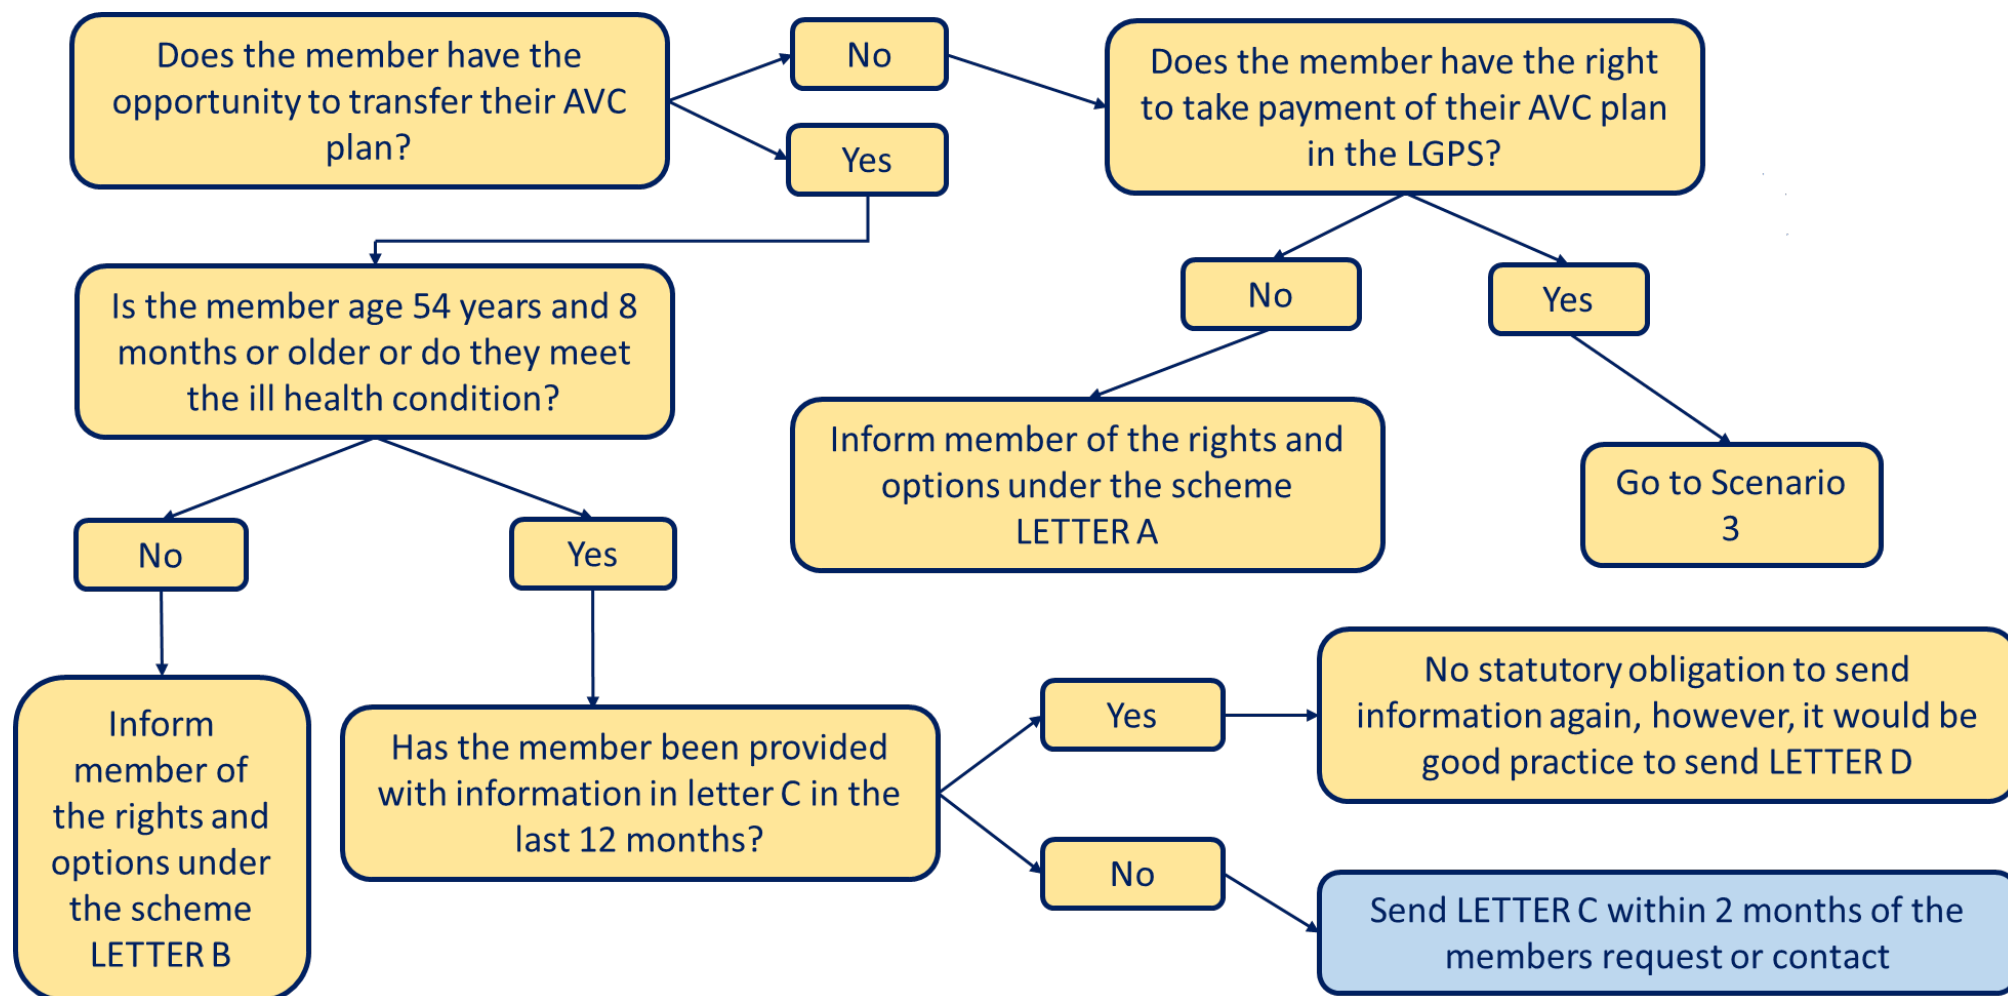 Does the member have the
opportunity to transfer their AVC
plan?
No
Yes
Does the member have the right
to take payment of their AVC plan
in the LGPS?
No
Yes
Is the member age 54 years and 8
months or older or do they meet
the ill health condition?
Inform member of the rights and
options under the scheme
LETTER A
Go to Scenario
3
No
Yes
Inform
member of
the rights and
options under
the scheme
LETTER B
Has the member been provided
with information in letter C in the
last 12 months?
Yes
No
No statutory obligation to send
information again, however, it would be
good practice to send LETTER D
Send LETTER C within 2 months of the
members request or contact